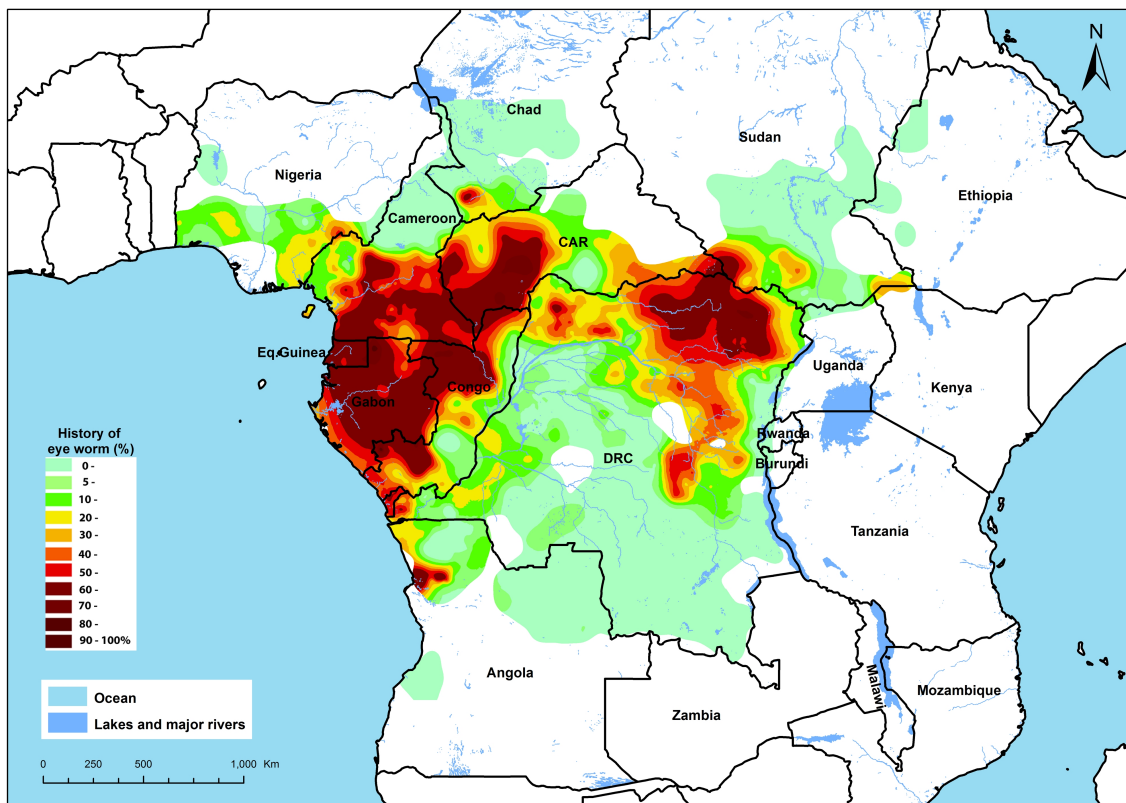 N
Chad
Sudan
Nigeria
Ethiopia
Cameroon
CAR
Eq.Guinea
Uganda
Congo
Kenya
Gabon
Rwanda
DRC
Burundi
Tanzania
Angola
Malawi
Mozambique
Zambia
History of
eye worm (%)
0 -
5 -
10 -
20 -
30 -
40 -
50 -
60 -
70 -
80 -
90 - 100%
Ocean
Lakes and major rivers
0 250 500 1,000 Km